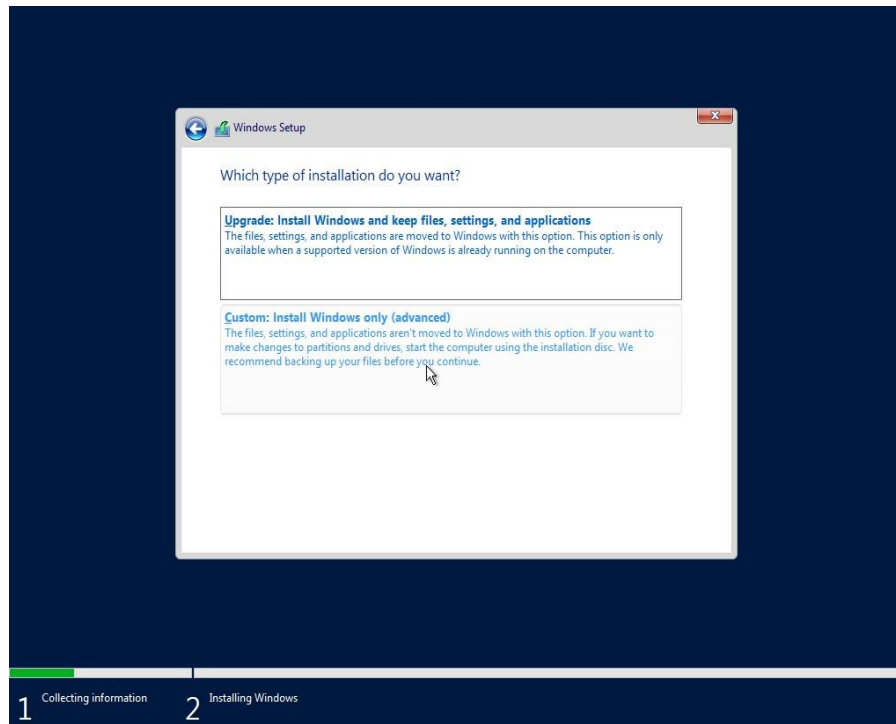 Windows Setup
Which type of installation do you want?
Upgrade: Install Windows and keep files, settings, and applications
The files, settings, and applications are moved to Windows with this option. This option is only
available when a supported version of Windows is already running on the computer.
Custom: Install Windows only (advanced)
The files, settings, and applications aren't moved to Windows with this option. If you want to
make changes to partitions and drives, start the computer using the installation disc. We
recommend backing up your files before you continue.
1 Collecting information 2 Installing Windows